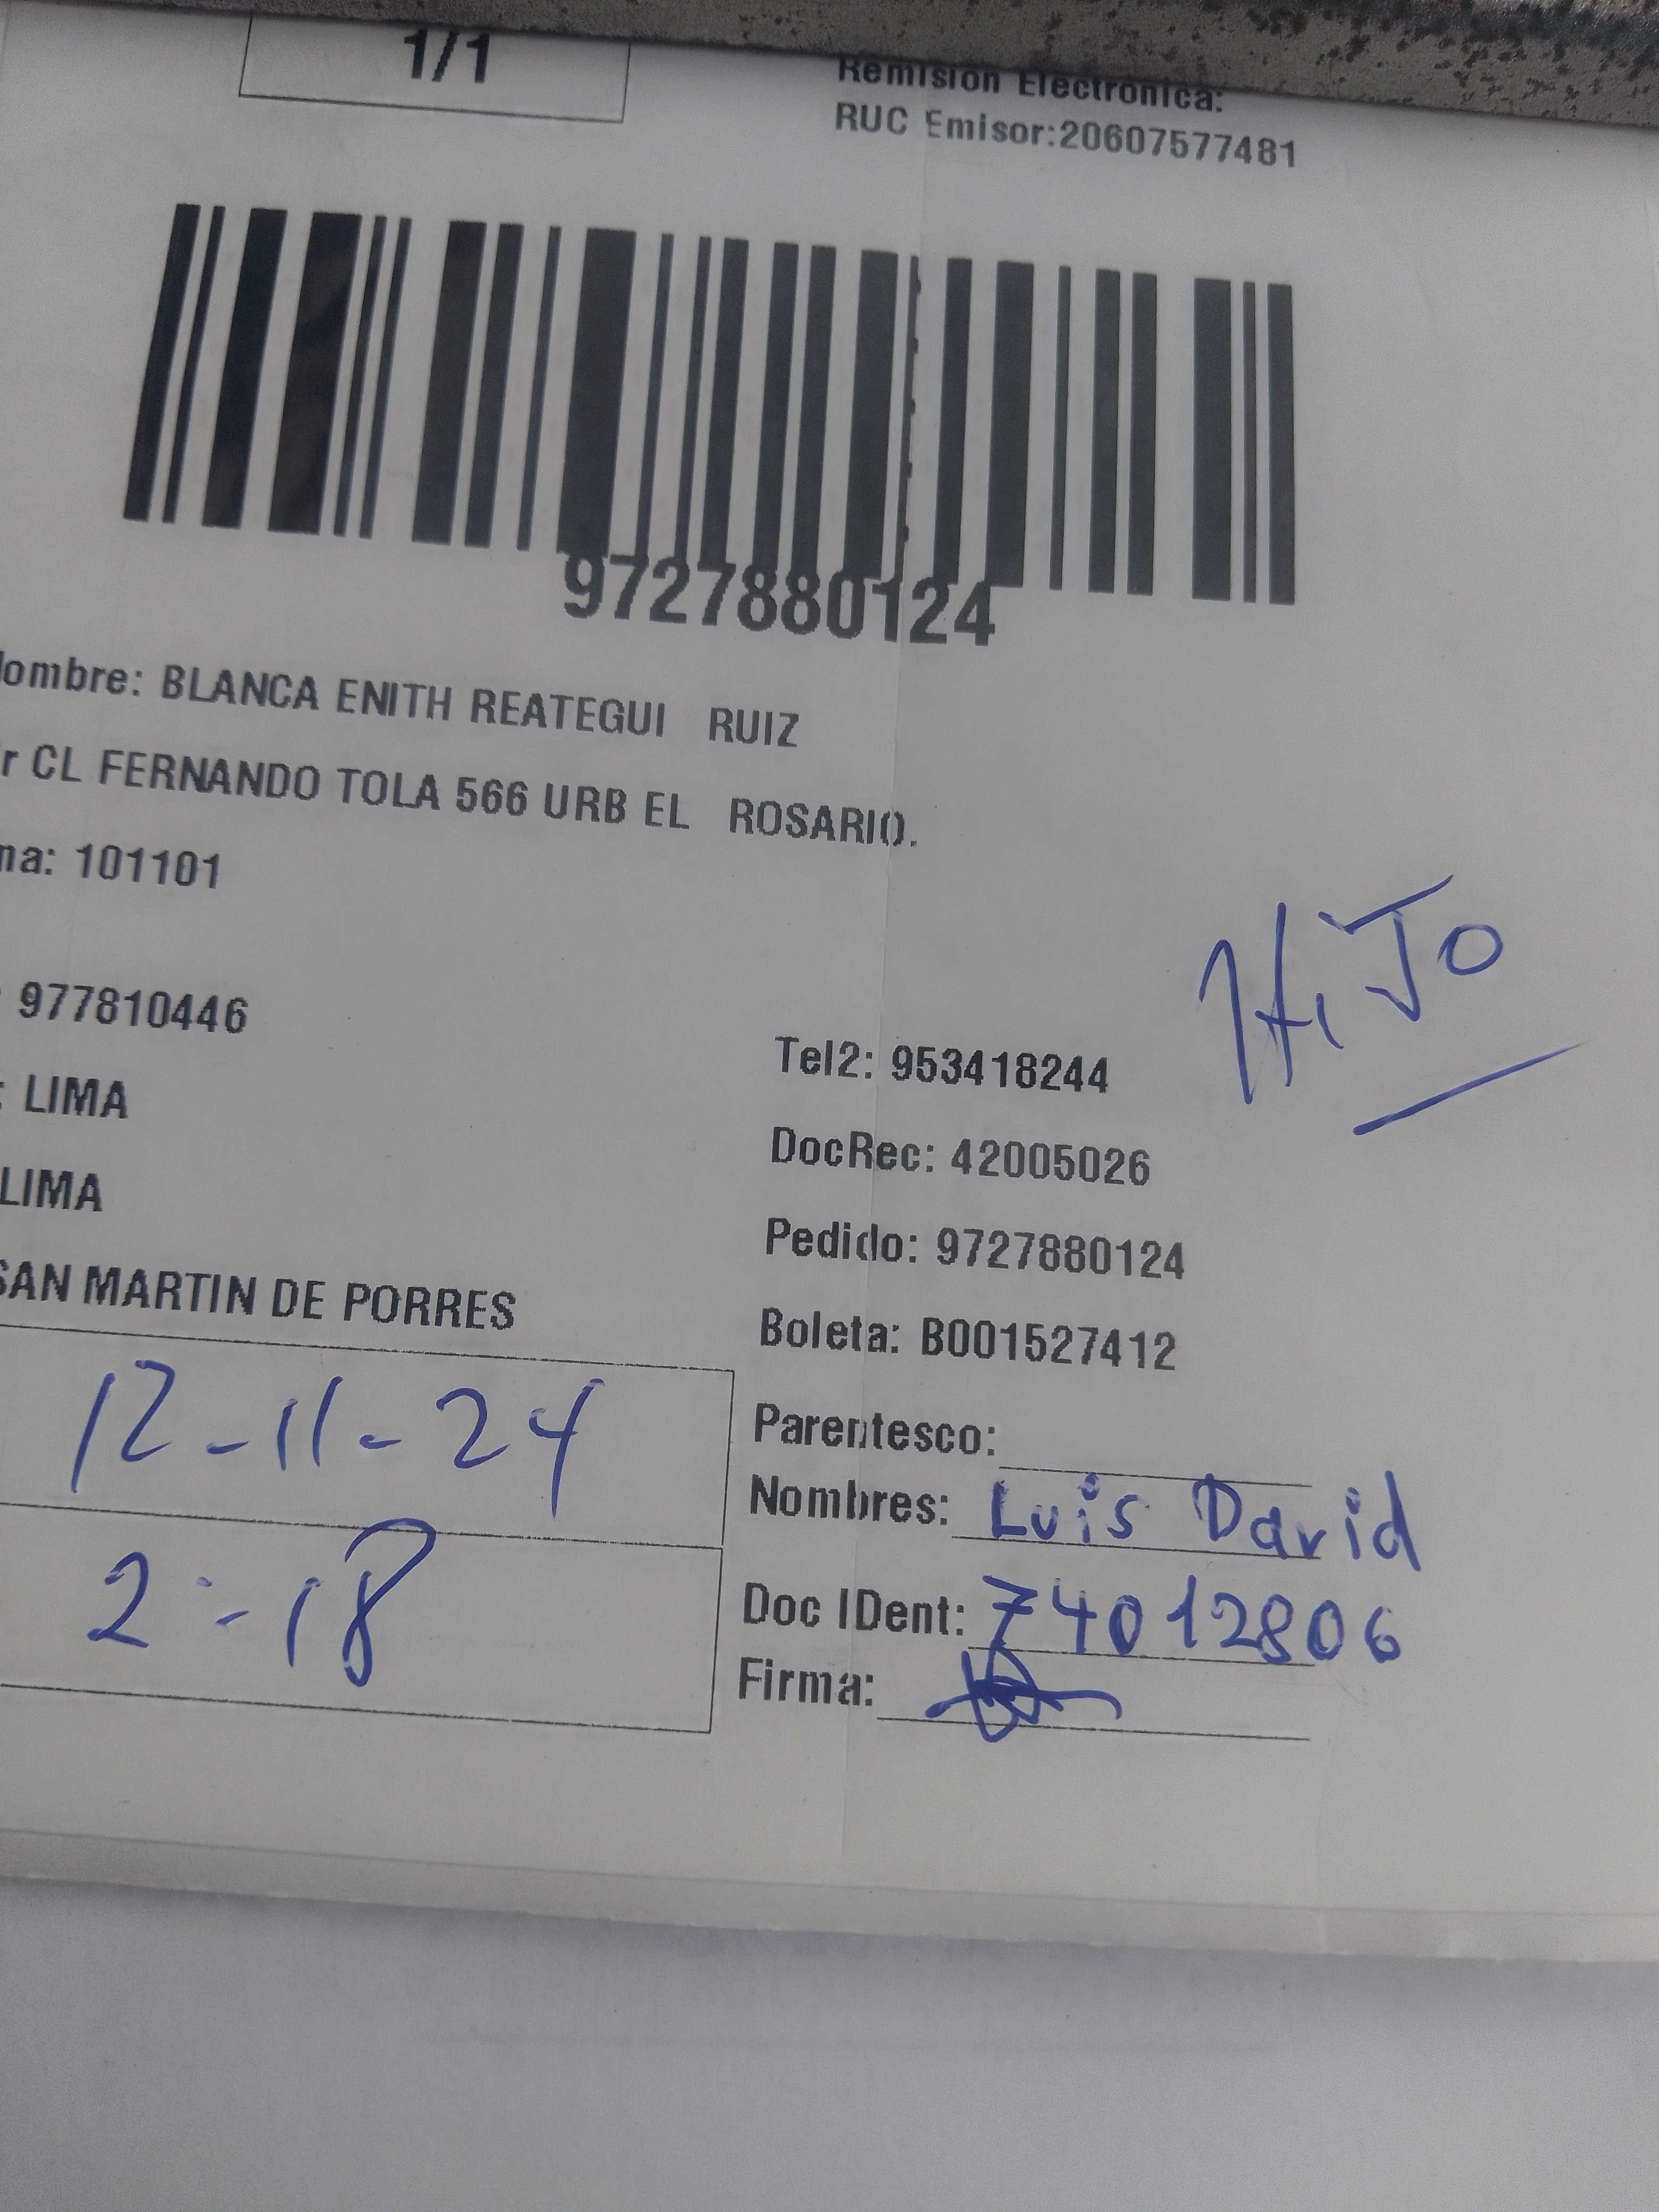 1/1
Remision Electronica:
RUC Emisor:20607577481
9727880124
ombre: BLANCA ENITH REATEGUI RUIZ
r CL FERNANDO TOLA 566 URB EL ROSARIO.
na: 101101
HiJo
: 977810446
Tel2: 953418244
: LIMA
DocRec: 42005026
LIMA
Pedido: 9727880124
SAN MARTIN DE PORRES
Boleta: B001527412
12-11-24
Parentesco:
Nombres: Luis David
2:18
Doc IDent: 74012806
Firma: